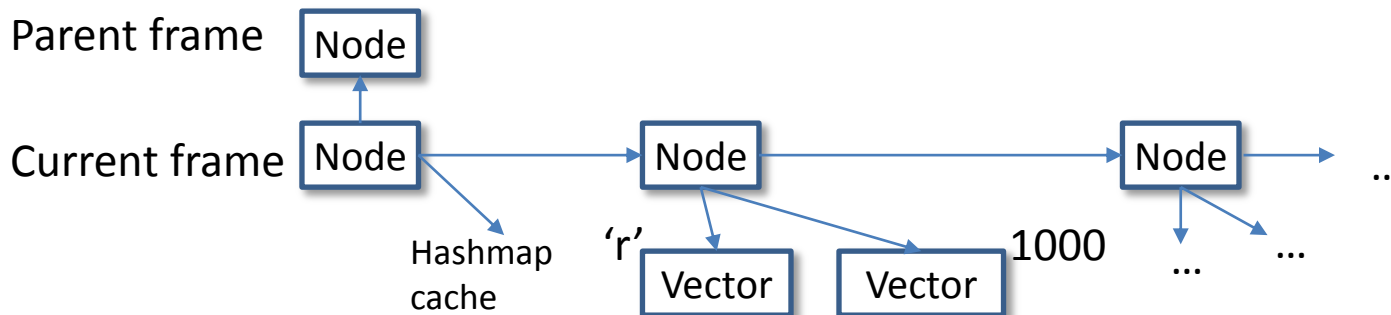 Parent frame Node
Current frame Node Node Node ..
Hashmap ‘r’ 1000 ... ...
cache Vector Vector